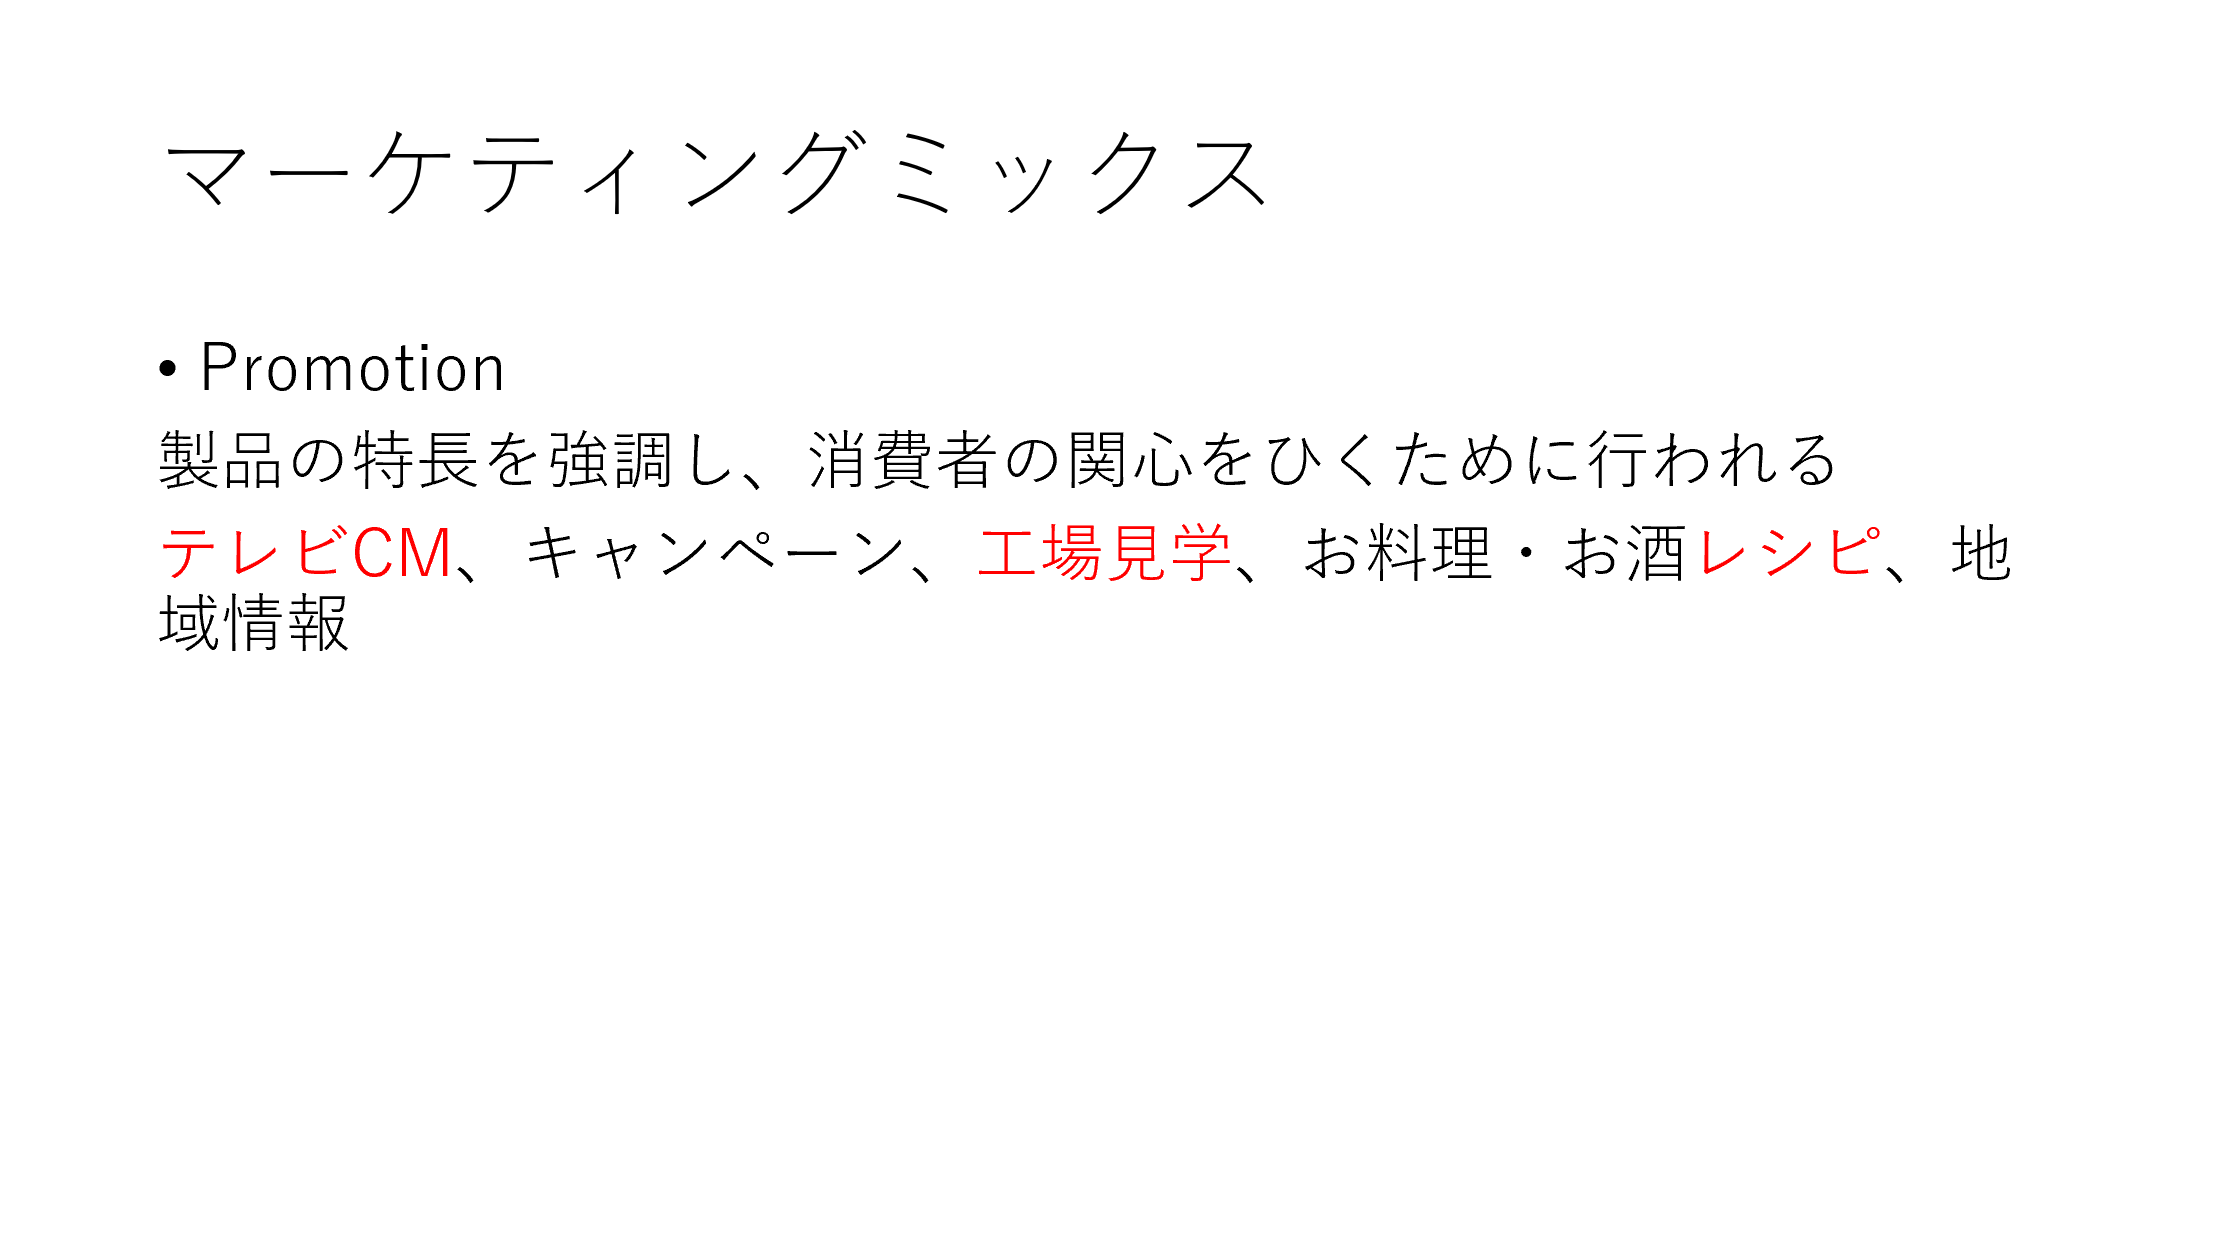 マーケティングミックス
• Promotion
製品の特長を強調し、消費者の関心をひくために行われる
テレビCM、キャンペーン、工場見学、お料理・お酒レシピ、地
域情報